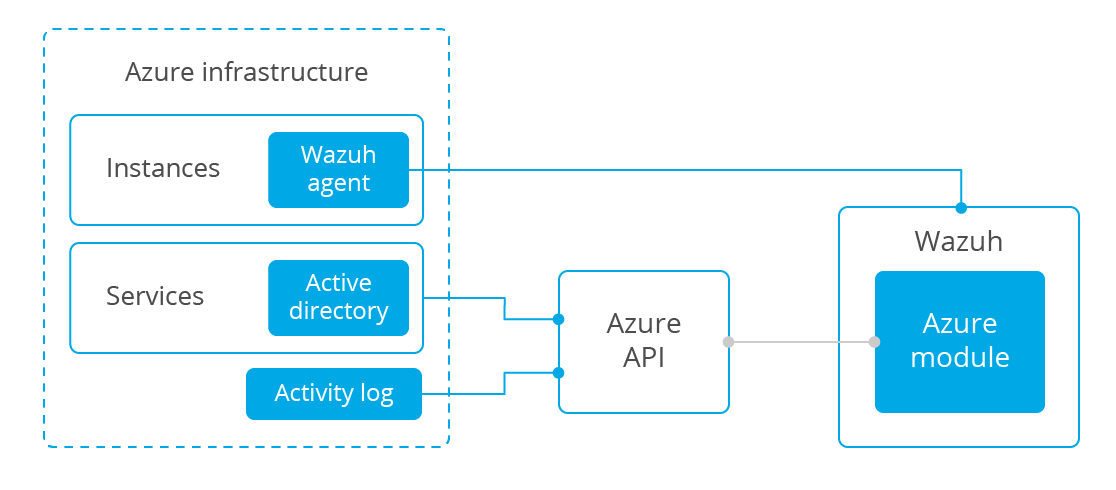 Azure infrastructure
Instances
Wazuh
agent
Services
Active
directory
Activity log
Azure
API
Wazuh
Azure
module